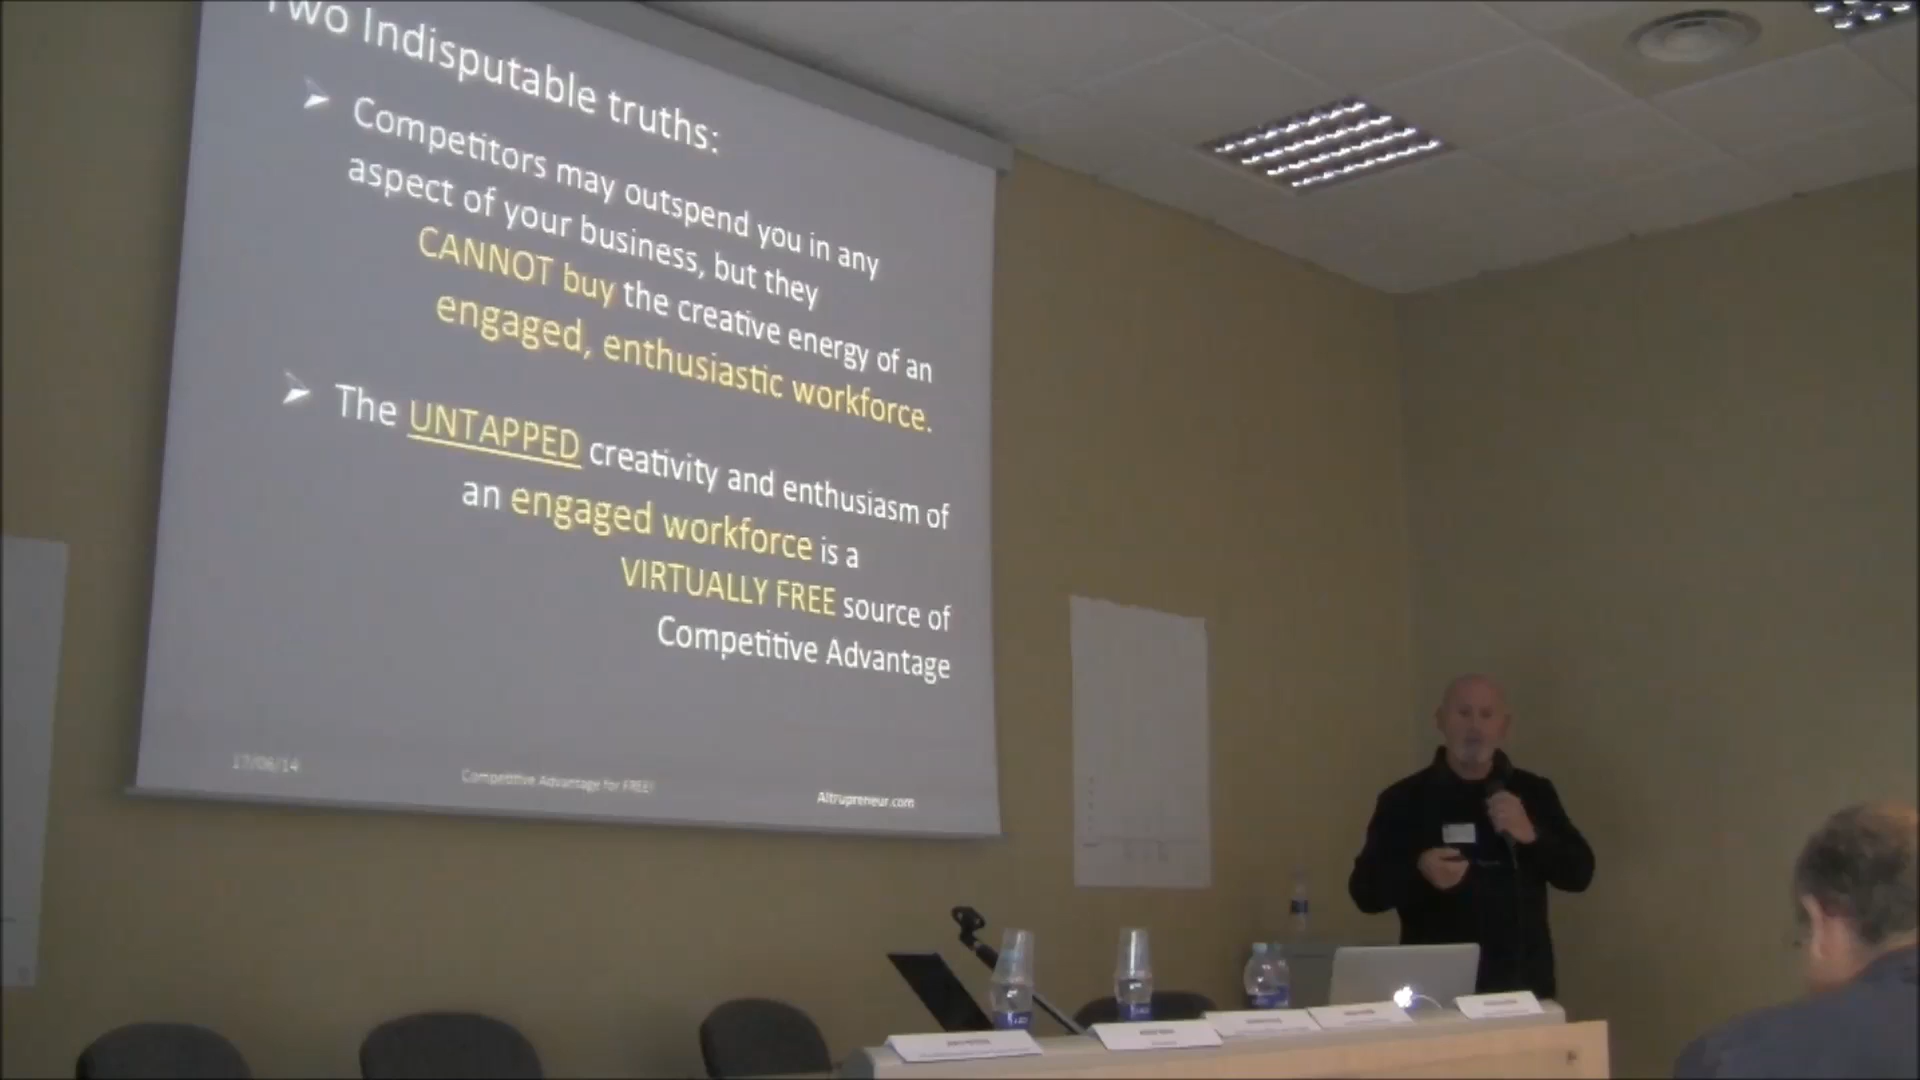 Two Indisputable truths:
Competitors may outspend you in any
aspect of your business, but they
CANNOT buy the creative energy of an
engaged, enthusiastic workforce.
The UNTAPPED creativity and enthusiasm of
an engaged workforce is a
VIRTUALLY FREE source of
Competitive Advantage
17/06/14
Competitive Advantage for FREE!
Altrupreneur.com